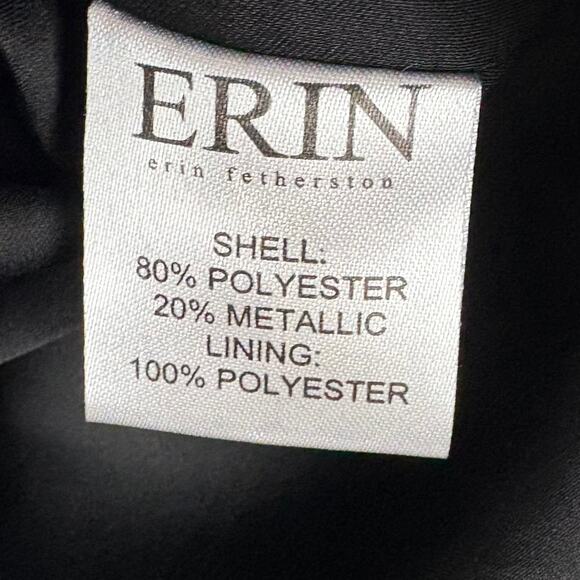 ERIN
erin fetherston
SHELL:
80% POLYESTER
20% METALLIC
LINING:
100% POLYESTER